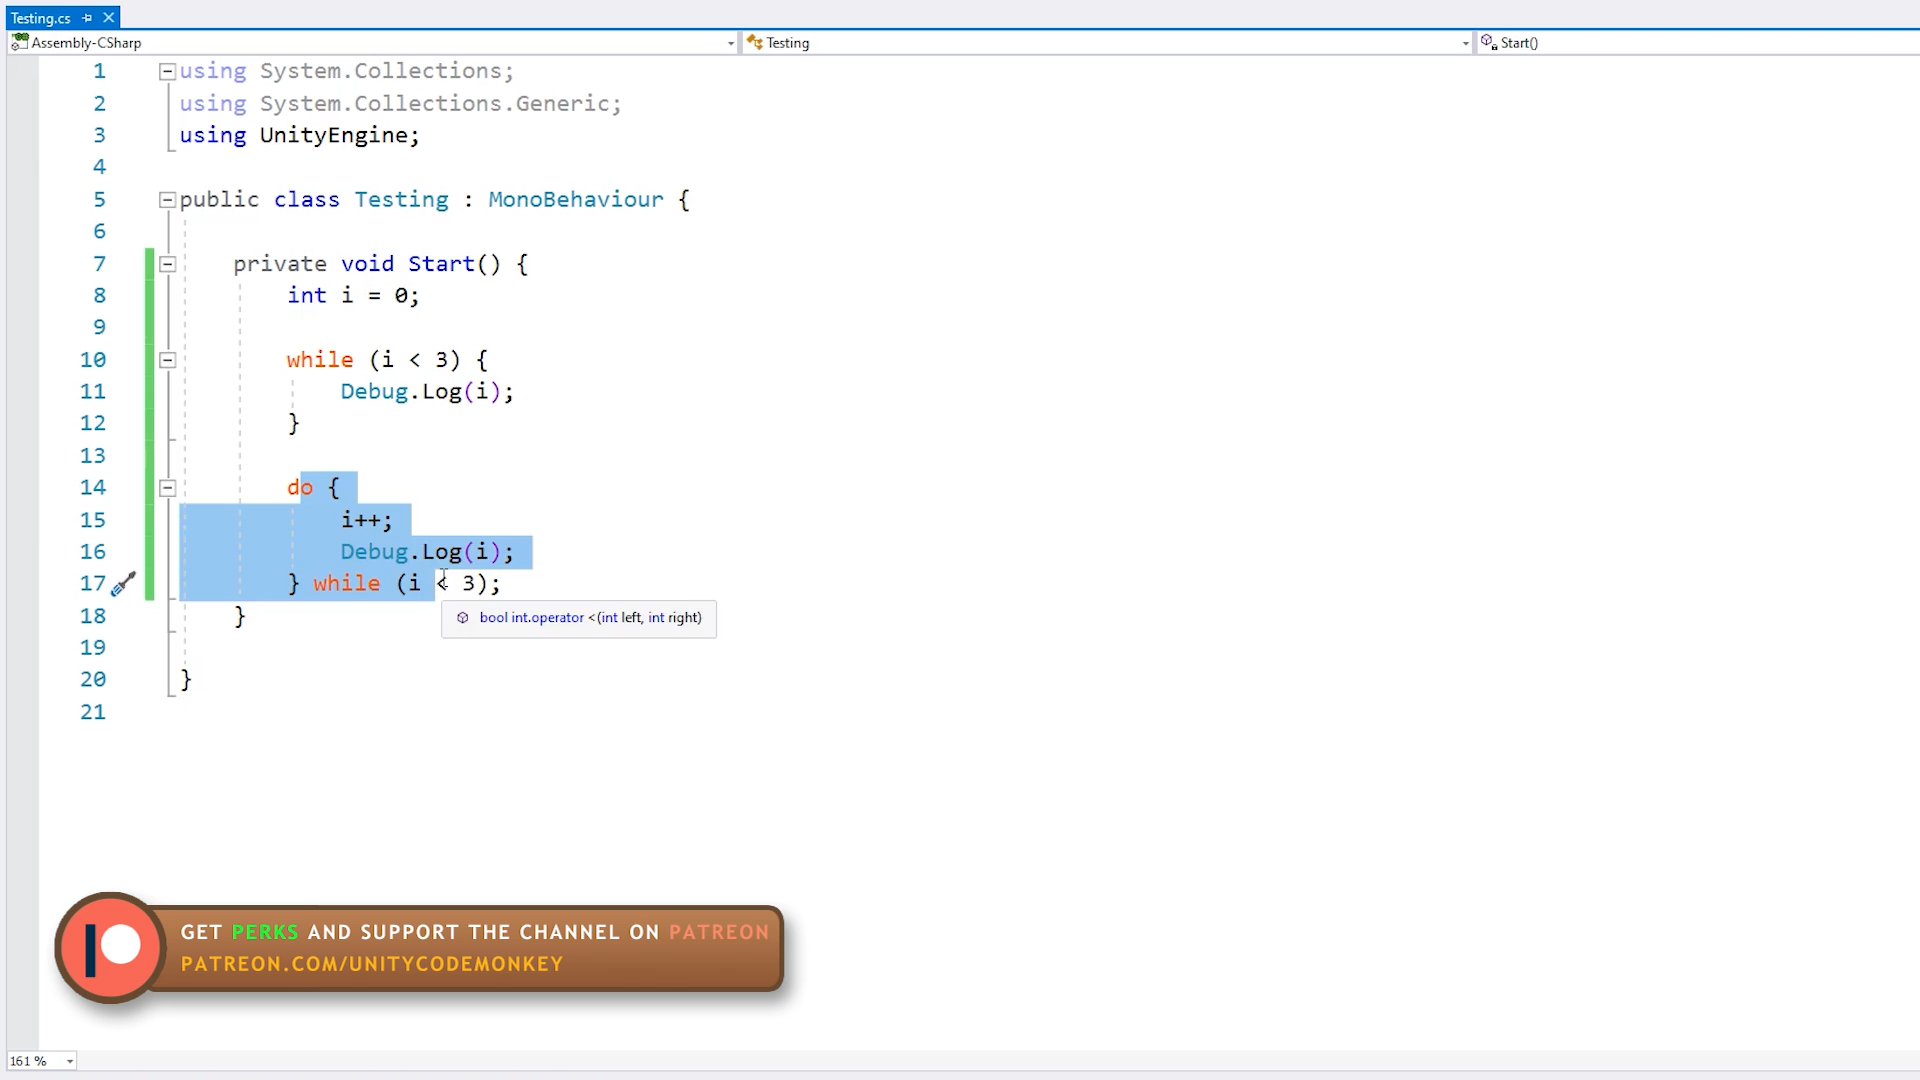 Testing.cs
Assembly-CSharp Testing Start()
1 using System.Collections;
2 using System.Collections.Generic;
3 using UnityEngine;
4
5 public class Testing : MonoBehaviour {
6
7 private void Start() {
8 int i = 0;
9
10 while (i < 3) {
11 Debug.Log(i);
12 }
13
14 do {
15 i++;
16 Debug.Log(i);
17 } while (i < 3);
18 }
bool int.operator <(int left, int right)
19
20 }
21
GET PERKS AND SUPPORT THE CHANNEL ON PATREON
PATREON.COM/UNITYCODEMONKEY
161 %